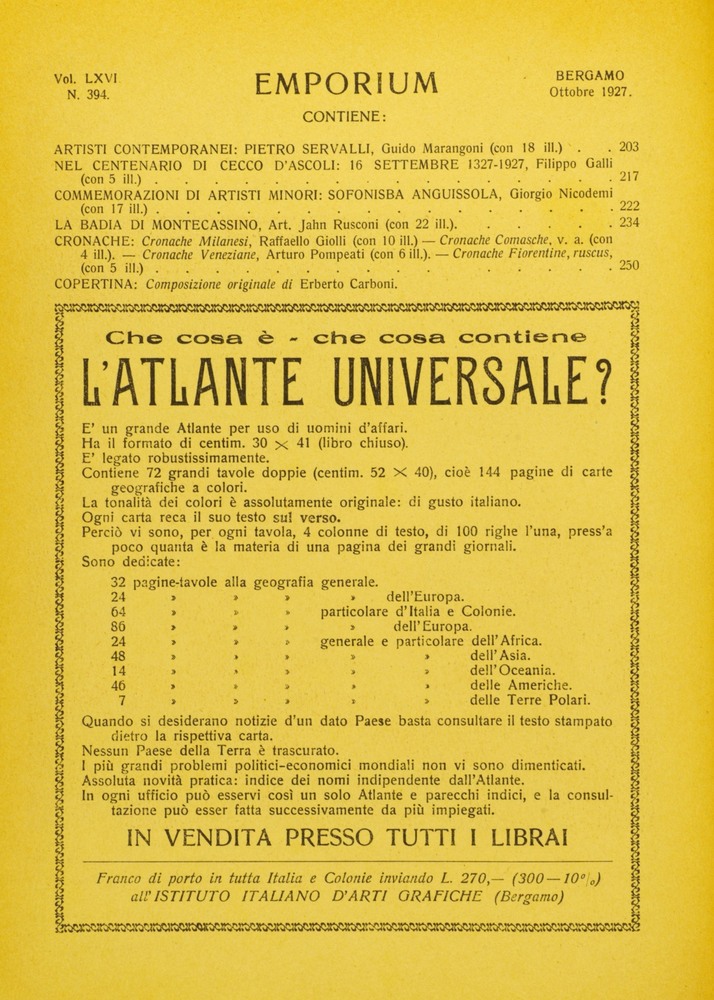 Vol. LXVI
N. 394.
EMPORIUM
BERGAMO
Ottobre 1927.
CONTIENE:
ARTISTI CONTEMPORANEI: PIETRO SERVALLI, Guido Marangoni (con 18 ill.) . . 203
NEL CENTENARIO DI CECCO D'ASCOLI: 16 SETTEMBRE 1327-1927, Filippo Galli
(con 5 ill.) . . . . . . . . . . . . . . . . 217
COMMEMORAZIONI DI ARTISTI MINORI: SOFONISBA ANGUISSOLA, Giorgio Nicodemi
(con 17 ill.) . . . . . . . . . . . . . . . . 222
LA BADIA DI MONTECASSINO, Art. Jahn Rusconi (con 22 ill.). . . . . . 234
CRONACHE: Cronache Milanesi, Raffaello Giolli (con 10 ill.) — Cronache Comasche, v. a. (con
4 ill.). — Cronache Veneziane, Arturo Pompeati (con 6 ill.). — Cronache Fiorentine, ruscus,
(con 5 ill.) . . . . . . . . . . . . . . . 250
COPERTINA: Composizione originale di Erberto Carboni.
Che cosa è - che cosa contiene
L'ATLANTE UNIVERSALE?
E' un grande Atlante per uso di uomini d'affari.
Ha il formato di centim. 30 × 41 (libro chiuso).
E' legato robustissimamente.
Contiene 72 grandi tavole doppie (centim. 52 × 40), cioè 144 pagine di carte
geografiche a colori.
La tonalità dei colori è assolutamente originale: di gusto italiano.
Ogni carta reca il suo testo sul verso.
Perciò vi sono, per ogni tavola, 4 colonne di testo, di 100 righe l'una, press'a
poco quanta è la materia di una pagina dei grandi giornali.
Sono dedicate:
32 pagine-tavole alla geografia generale.
24 » » » » dell'Europa.
64 » » » particolare d'Italia e Colonie.
86 » » » » dell'Europa.
24 » » » generale e particolare dell'Africa.
48 » » » » » dell'Asia.
14 » » » » » dell'Oceania.
46 » » » » » delle Americhe.
7 » » » » » delle Terre Polari.
Quando si desiderano notizie d'un dato Paese basta consultare il testo stampato
dietro la rispettiva carta.
Nessun Paese della Terra è trascurato.
I più grandi problemi politici-economici mondiali non vi sono dimenticati.
Assoluta novità pratica: indice dei nomi indipendente dall'Atlante.
In ogni ufficio può esservi così un solo Atlante e parecchi indici, e la consul-
tazione può esser fatta successivamente da più impiegati.
IN VENDITA PRESSO TUTTI I LIBRAI
Franco di porto in tutta Italia e Colonie inviando L. 270,— (300—10%)
all'ISTITUTO ITALIANO D'ARTI GRAFICHE (Bergamo)